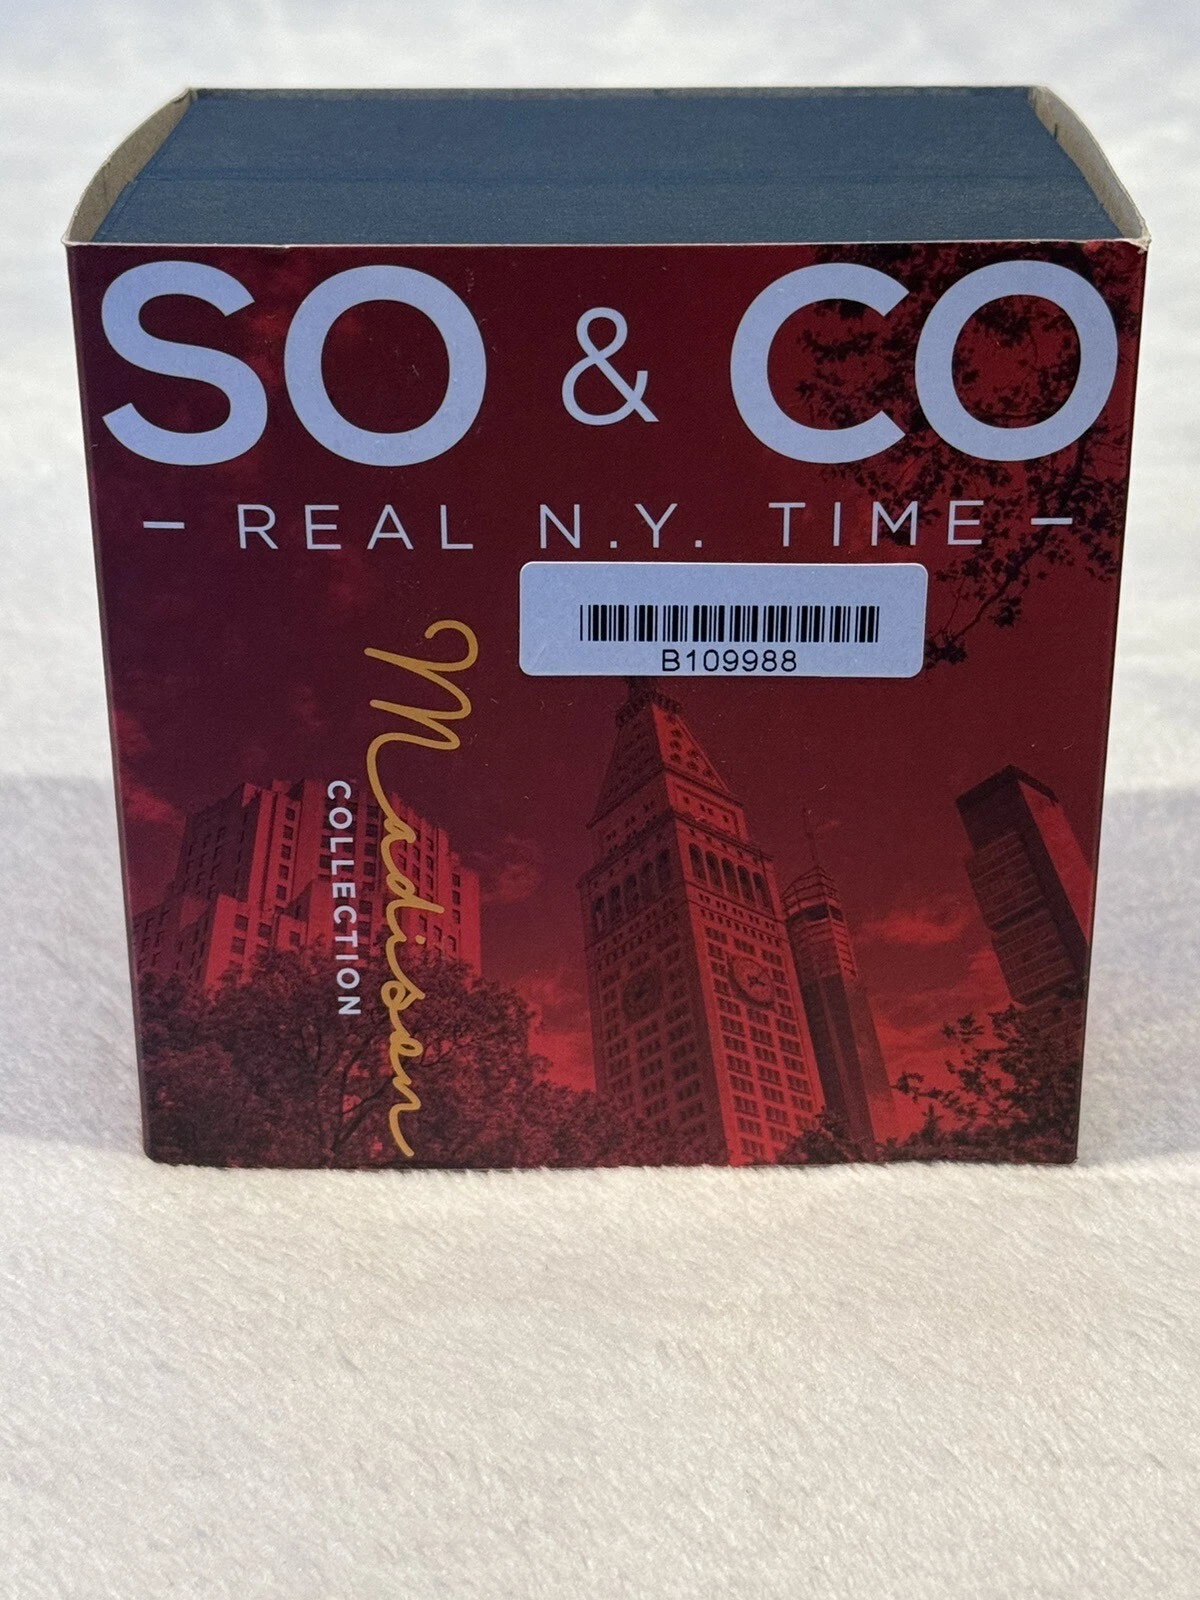 SO & CO
- REAL N.Y. TIME -
B109988
Madison
COLLECTION